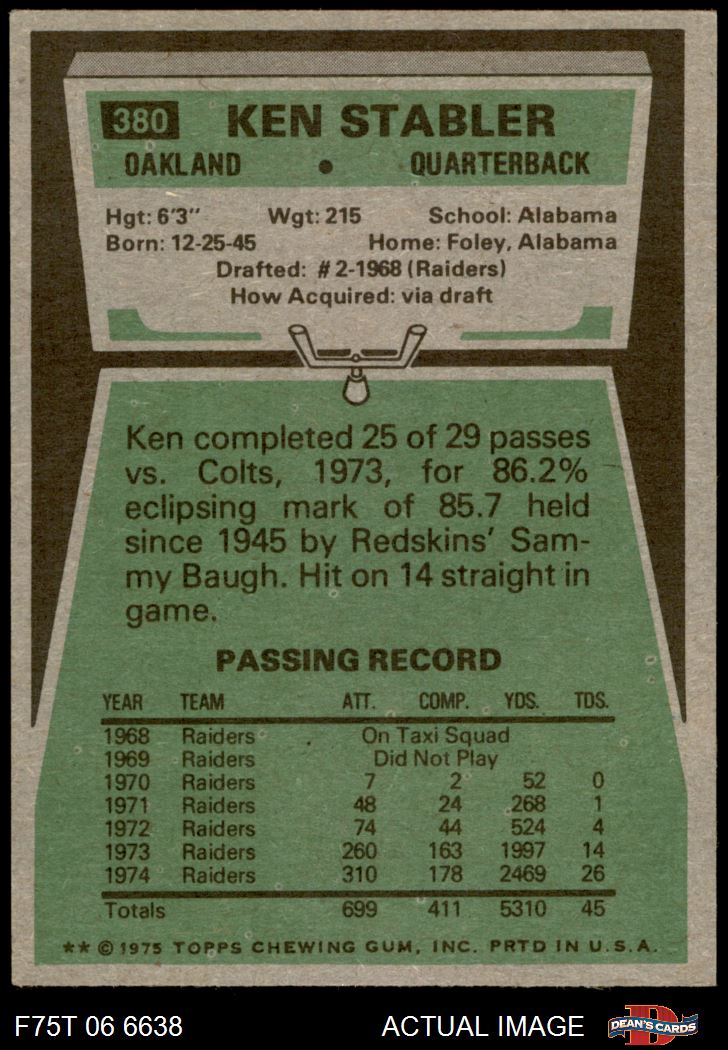 380 KEN STABLER
OAKLAND • QUARTERBACK
Hgt: 6'3" Wgt: 215 School: Alabama
Born: 12-25-45 Home: Foley, Alabama
Drafted: #2-1968 (Raiders)
How Acquired: via draft
Ken completed 25 of 29 passes
vs. Colts, 1973, for 86.2%
eclipsing mark of 85.7 held
since 1945 by Redskins' Sam-
my Baugh. Hit on 14 straight in
game.
PASSING RECORD
YEAR TEAM ATT. COMP. YDS. TDS.
1968 Raiders On Taxi Squad
1969 Raiders Did Not Play
1970 Raiders 7 2 52 0
1971 Raiders 48 24 268 1
1972 Raiders 74 44 524 4
1973 Raiders 260 163 1997 14
1974 Raiders 310 178 2469 26
Totals 699 411 5310 45
** © 1975 TOPPS CHEWING GUM, INC. PRTD IN U.S.A.
F75T 06 6638 ACTUAL IMAGE D DEAN'S CARDS